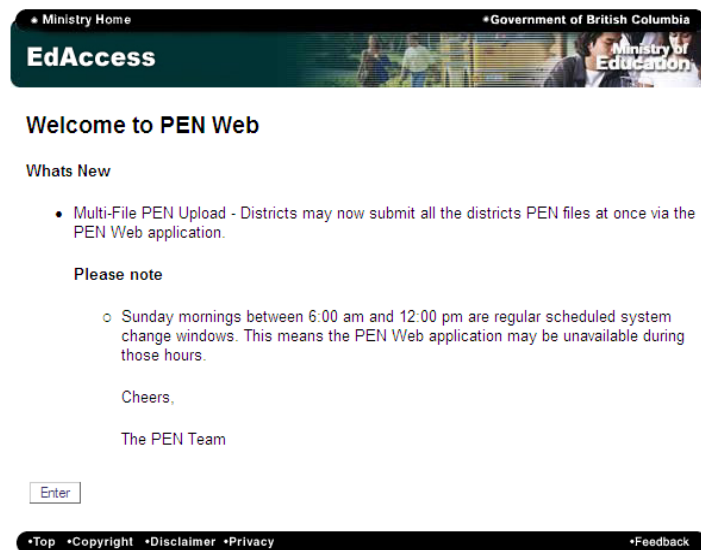 Ministry Home
Government of British Columbia
EdAccess
Ministry of
Education
Welcome to PEN Web
Whats New
Multi-File PEN Upload - Districts may now submit all the districts PEN files at once via the
PEN Web application.
Please note
Sunday mornings between 6:00 am and 12:00 pm are regular scheduled system
change windows. This means the PEN Web application may be unavailable during
those hours.
Cheers,
The PEN Team
Enter
•Top •Copyright •Disclaimer •Privacy
•Feedback